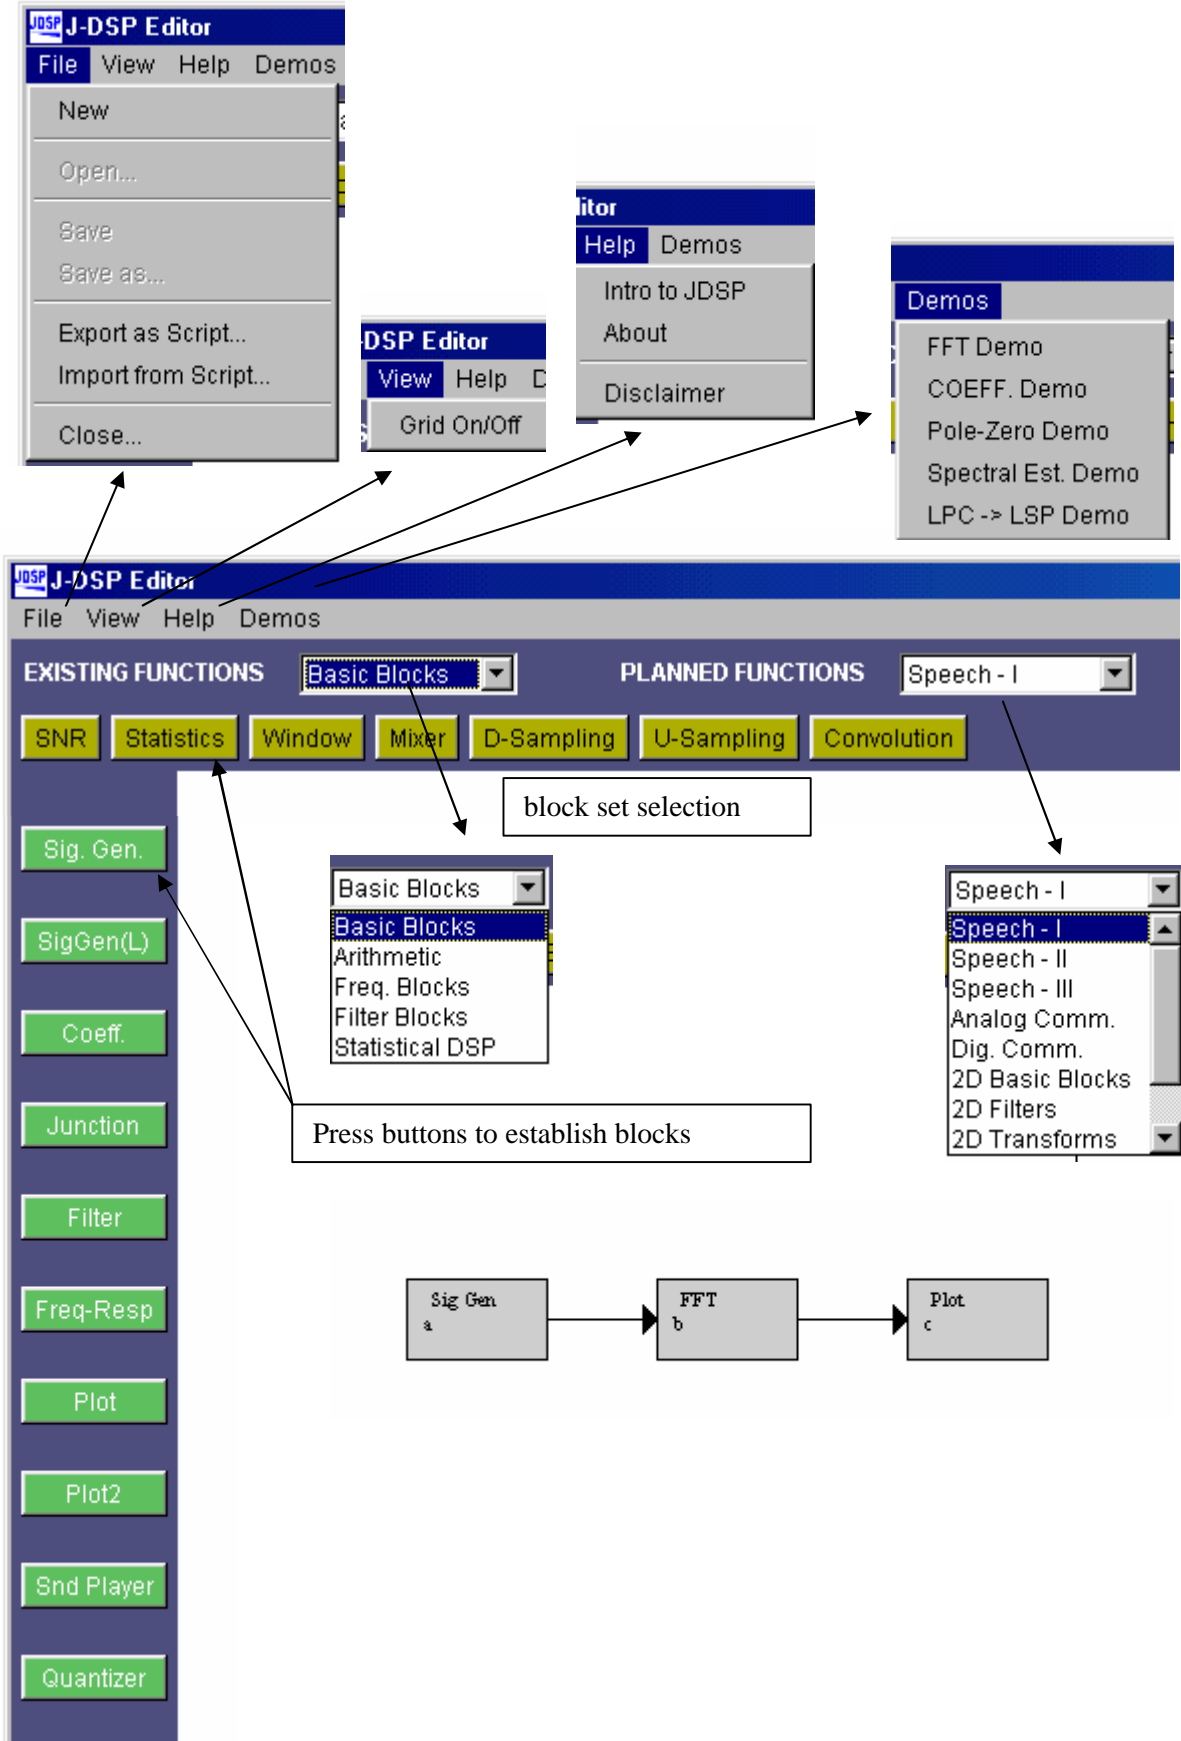 JDSP J-DSP Editor
File View Help Demos
New
Open...
Save
Save as...
Export as Script...
Import from Script...
Close...
-DSP Editor
View Help D
Grid On/Off
litor
Help Demos
Intro to JDSP
About
Disclaimer
Demos
FFT Demo
COEFF. Demo
Pole-Zero Demo
Spectral Est. Demo
LPC -> LSP Demo
JDSP J-DSP Editor
File View Help Demos
EXISTING FUNCTIONS Basic Blocks PLANNED FUNCTIONS Speech - I
SNR Statistics Window Mixer D-Sampling U-Sampling Convolution
block set selection
Sig. Gen.
SigGen(L)
Coeff.
Junction
Filter
Freq-Resp
Plot
Plot2
Snd Player
Quantizer
Basic Blocks
Basic Blocks
Arithmetic
Freq. Blocks
Filter Blocks
Statistical DSP
Speech - I
Speech - I
Speech - II
Speech - III
Analog Comm.
Dig. Comm.
2D Basic Blocks
2D Filters
2D Transforms
Press buttons to establish blocks
Sig Gen
a
FFT
b
Plot
c